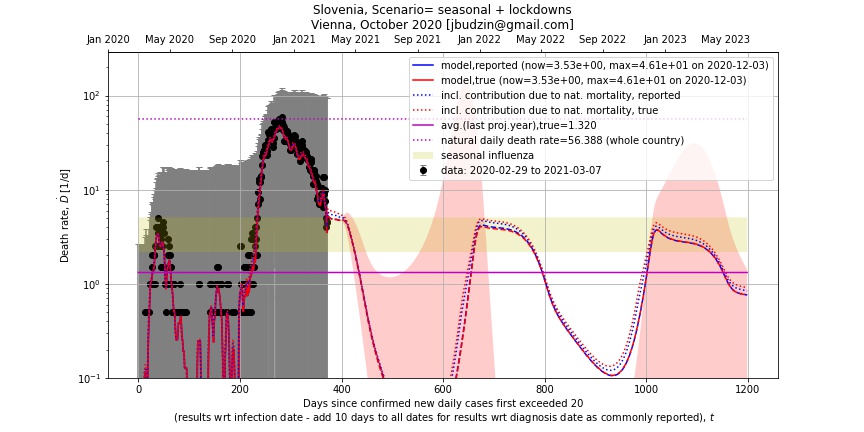 Slovenia, Scenario= seasonal + lockdowns
Vienna, October 2020 [jbudzin@gmail.com]
Jan 2020 May 2020 Sep 2020 Jan 2021 May 2021 Sep 2021 Jan 2022 May 2022 Sep 2022 Jan 2023 May 2023
model,reported (now=3.53e+00, max=4.61e+01 on 2020-12-03)
model,true (now=3.53e+00, max=4.61e+01 on 2020-12-03)
incl. contribution due to nat. mortality, reported
incl. contribution due to nat. mortality, true
avg.(last proj.year),true=1.320
natural daily death rate=56.388 (whole country)
seasonal influenza
data: 2020-02-29 to 2021-03-07
Death rate, D [1/d]
10²
10¹
10⁰
10⁻¹
0 200 400 600 800 1000 1200
Days since confirmed new daily cases first exceeded 20
(results wrt infection date - add 10 days to all dates for results wrt diagnosis date as commonly reported), t